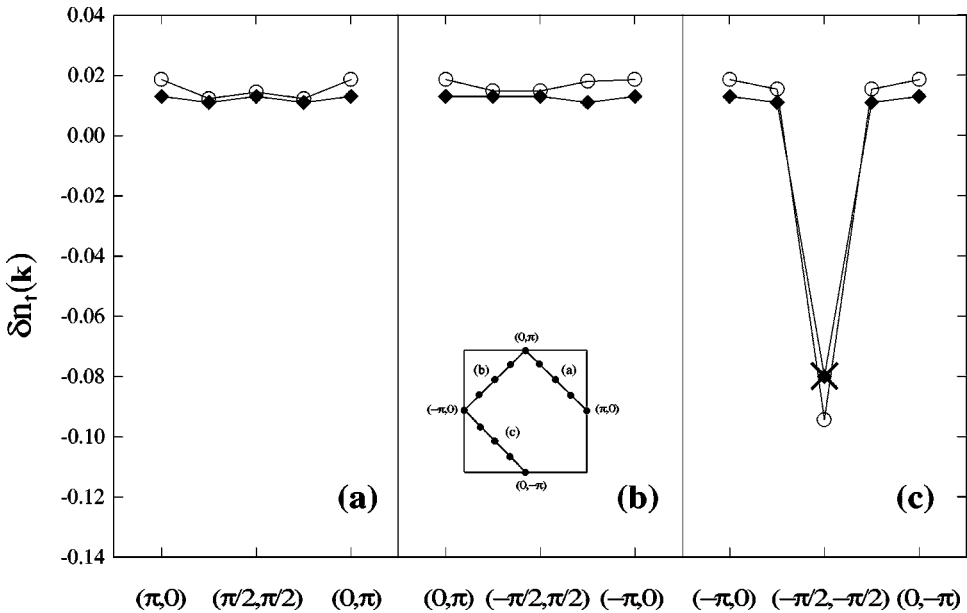 0.04
0.02
0.00
-0.02
-0.04
-0.06
-0.08
-0.10
-0.12
-0.14
δn↑(k)
(0,π)
(b) (a)
(−π,0) (π,0)
(c)
(0,−π)
(a) (b) (c)
(π,0) (π/2,π/2) (0,π) (0,π) (−π/2,π/2) (−π,0) (−π,0) (−π/2,−π/2) (0,−π)